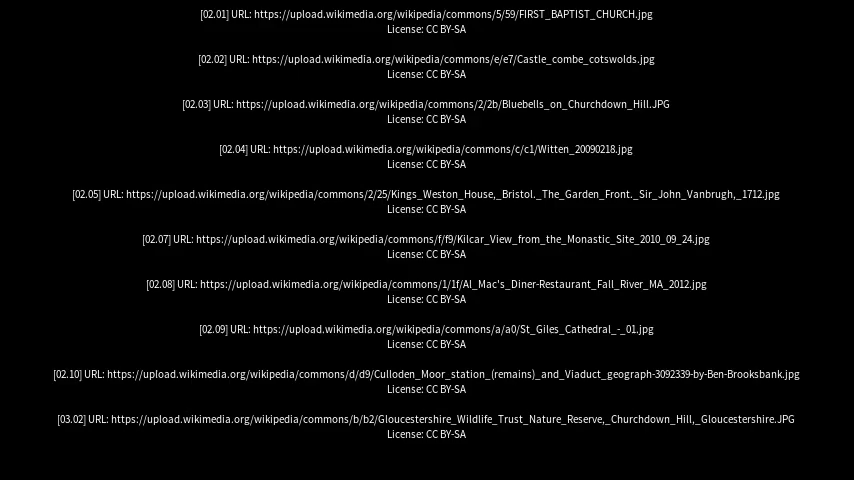 [02.01] URL: https://upload.wikimedia.org/wikipedia/commons/5/59/FIRST_BAPTIST_CHURCH.jpg
License: CC BY-SA
[02.02] URL: https://upload.wikimedia.org/wikipedia/commons/e/e7/Castle_combe_cotswolds.jpg
License: CC BY-SA
[02.03] URL: https://upload.wikimedia.org/wikipedia/commons/2/2b/Bluebells_on_Churchdown_Hill.JPG
License: CC BY-SA
[02.04] URL: https://upload.wikimedia.org/wikipedia/commons/c/c1/Witten_20090218.jpg
License: CC BY-SA
[02.05] URL: https://upload.wikimedia.org/wikipedia/commons/2/25/Kings_Weston_House,_Bristol._The_Garden_Front._Sir_John_Vanbrugh,_1712.jpg
License: CC BY-SA
[02.07] URL: https://upload.wikimedia.org/wikipedia/commons/f/f9/Kilcar_View_from_the_Monastic_Site_2010_09_24.jpg
License: CC BY-SA
[02.08] URL: https://upload.wikimedia.org/wikipedia/commons/1/1f/Al_Mac's_Diner-Restaurant_Fall_River_MA_2012.jpg
License: CC BY-SA
[02.09] URL: https://upload.wikimedia.org/wikipedia/commons/a/a0/St_Giles_Cathedral_-_01.jpg
License: CC BY-SA
[02.10] URL: https://upload.wikimedia.org/wikipedia/commons/d/d9/Culloden_Moor_station_(remains)_and_Viaduct_geograph-3092339-by-Ben-Brooksbank.jpg
License: CC BY-SA
[03.02] URL: https://upload.wikimedia.org/wikipedia/commons/b/b2/Gloucestershire_Wildlife_Trust_Nature_Reserve,_Churchdown_Hill,_Gloucestershire.JPG
License: CC BY-SA